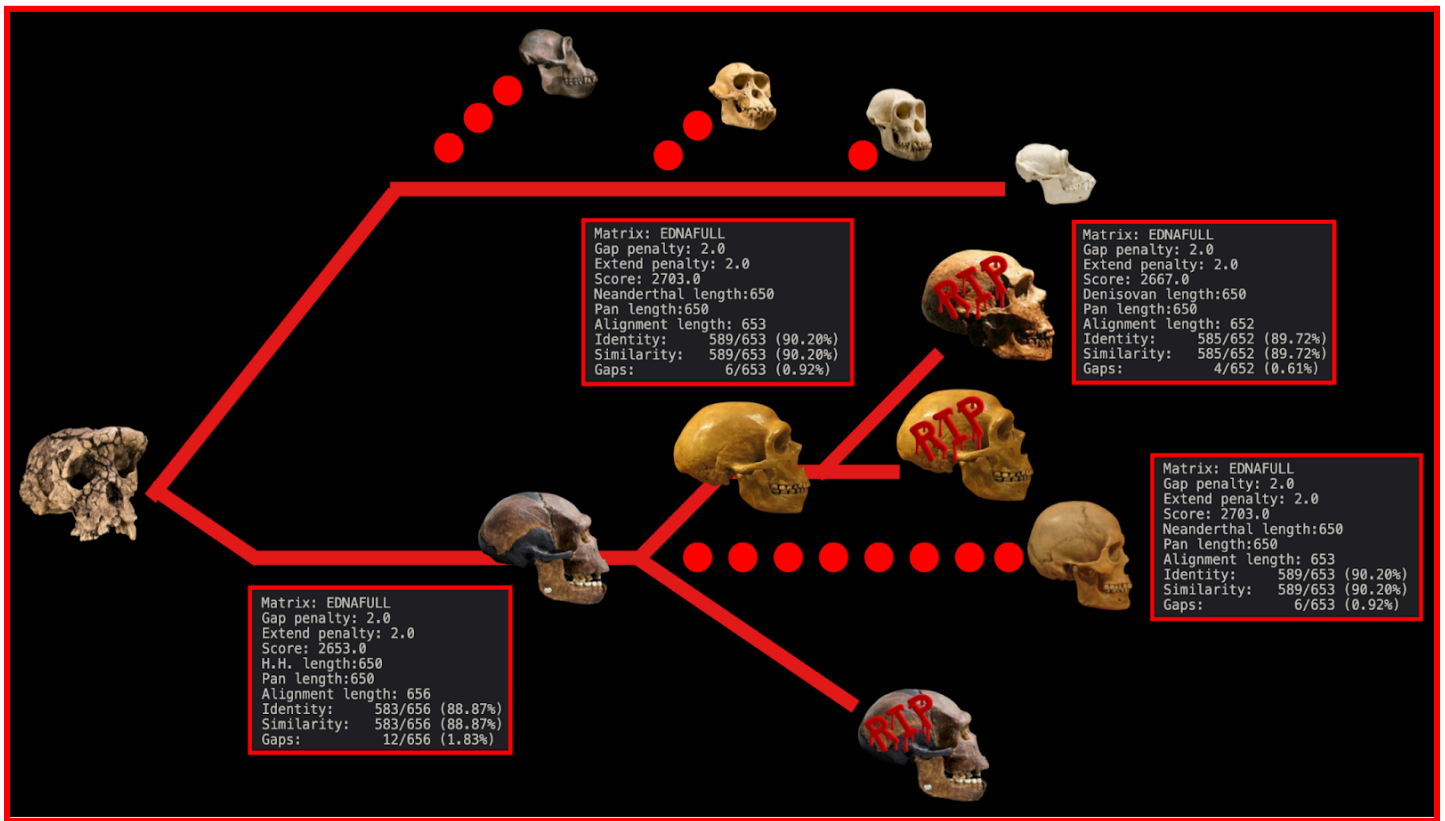 Matrix: EDNAFULL
Gap penalty: 2.0
Extend penalty: 2.0
Score: 2703.0
Neanderthal length:650
Pan length:650
Alignment length: 653
Identity: 589/653 (90.20%)
Similarity: 589/653 (90.20%)
Gaps: 6/653 (0.92%)
Matrix: EDNAFULL
Gap penalty: 2.0
Extend penalty: 2.0
Score: 2667.0
Denisovan length:650
Pan length:650
Alignment length: 652
Identity: 585/652 (89.72%)
Similarity: 585/652 (89.72%)
Gaps: 4/652 (0.61%)
RIP
RIP
Matrix: EDNAFULL
Gap penalty: 2.0
Extend penalty: 2.0
Score: 2703.0
Neanderthal length:650
Pan length:650
Alignment length: 653
Identity: 589/653 (90.20%)
Similarity: 589/653 (90.20%)
Gaps: 6/653 (0.92%)
Matrix: EDNAFULL
Gap penalty: 2.0
Extend penalty: 2.0
Score: 2653.0
H.H. length:650
Pan length:650
Alignment length: 656
Identity: 583/656 (88.87%)
Similarity: 583/656 (88.87%)
Gaps: 12/656 (1.83%)
RIP